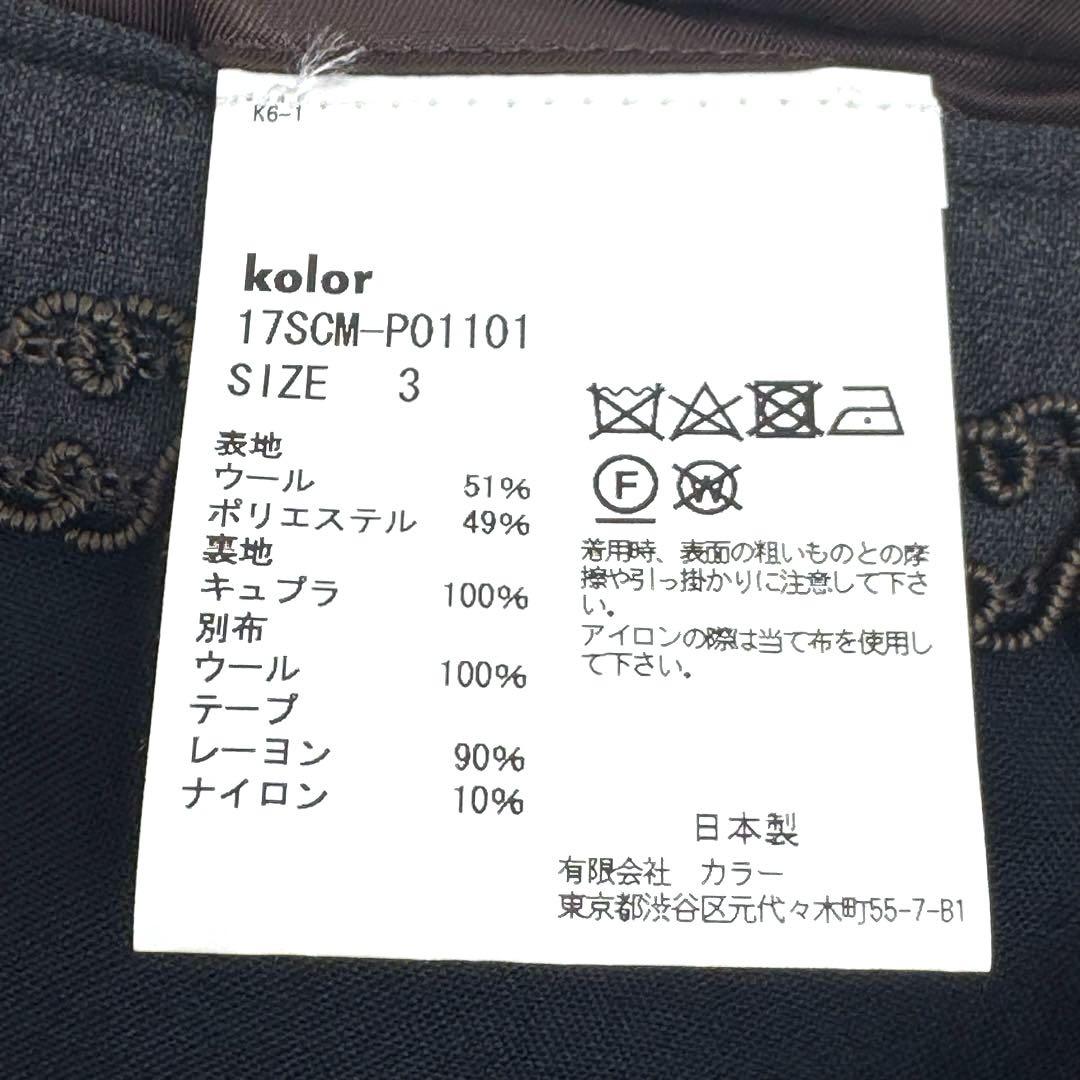 K6-1
kolor
17SCM-P01101
SIZE 3
表地
ウール 51%
ポリエステル 49%
裏地
キュプラ 100%
別布
ウール 100%
テープ
レーヨン 90%
ナイロン 10%
F
W
着用時、表面の粗いものとの摩
擦や引っ掛かりに注意して下さ
い。
アイロンの際は当て布を使用し
て下さい。
日本製
有限会社 カラー
東京都渋谷区元代々木町55-7-B1